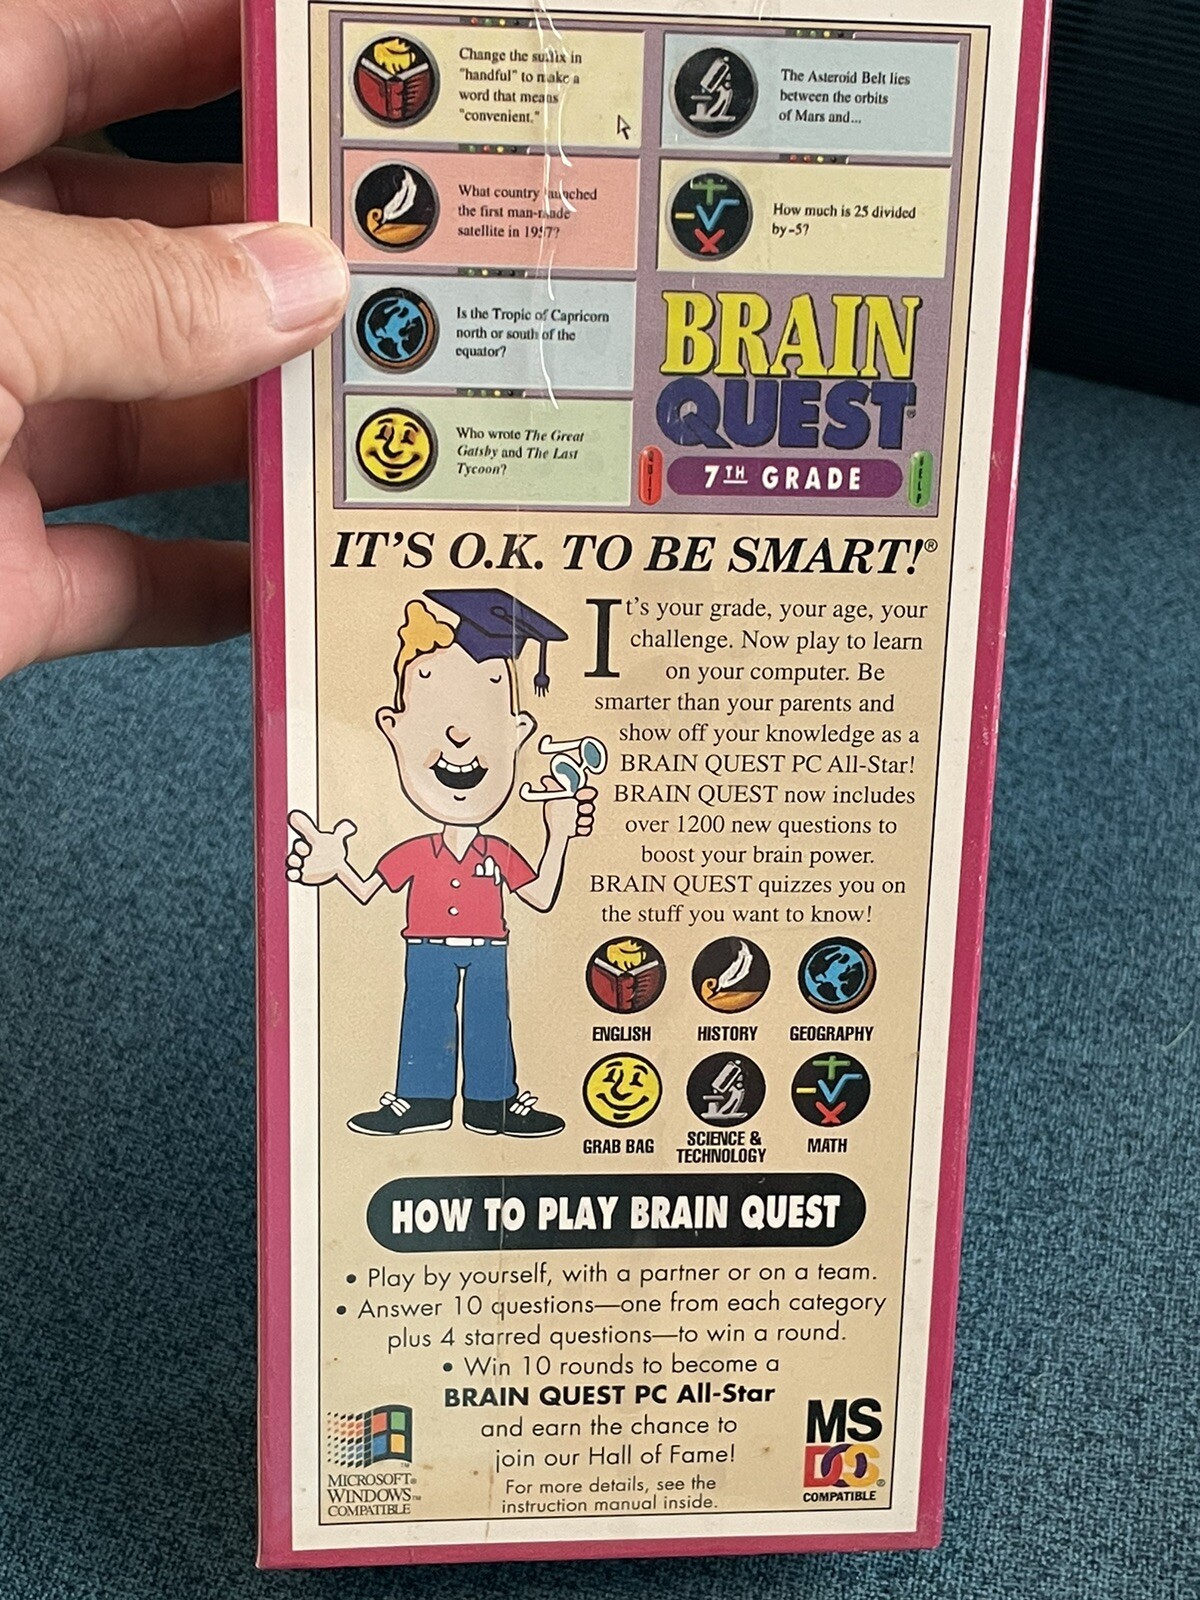 Change the suffix in
"handful" to make a
word that means
"convenient."
The Asteroid Belt lies
between the orbits
of Mars and...
What country launched
the first man-made
satellite in 1957?
How much is 25 divided
by -5?
Is the Tropic of Capricorn
north or south of the
equator?
Who wrote The Great
Gatsby and The Last
Tycoon?
BRAIN
QUEST®
QUIT
7TH GRADE
HELP
IT'S O.K. TO BE SMART!®
It's your grade, your age, your
challenge. Now play to learn
on your computer. Be
smarter than your parents and
show off your knowledge as a
BRAIN QUEST PC All-Star!
BRAIN QUEST now includes
over 1200 new questions to
boost your brain power.
BRAIN QUEST quizzes you on
the stuff you want to know!
ENGLISH
HISTORY
GEOGRAPHY
GRAB BAG
SCIENCE &
TECHNOLOGY
MATH
HOW TO PLAY BRAIN QUEST
• Play by yourself, with a partner or on a team.
• Answer 10 questions—one from each category
plus 4 starred questions—to win a round.
• Win 10 rounds to become a
BRAIN QUEST PC All-Star
and earn the chance to
join our Hall of Fame!
For more details, see the
instruction manual inside.
MICROSOFT®
WINDOWS™
COMPATIBLE
MS
DOS®
COMPATIBLE